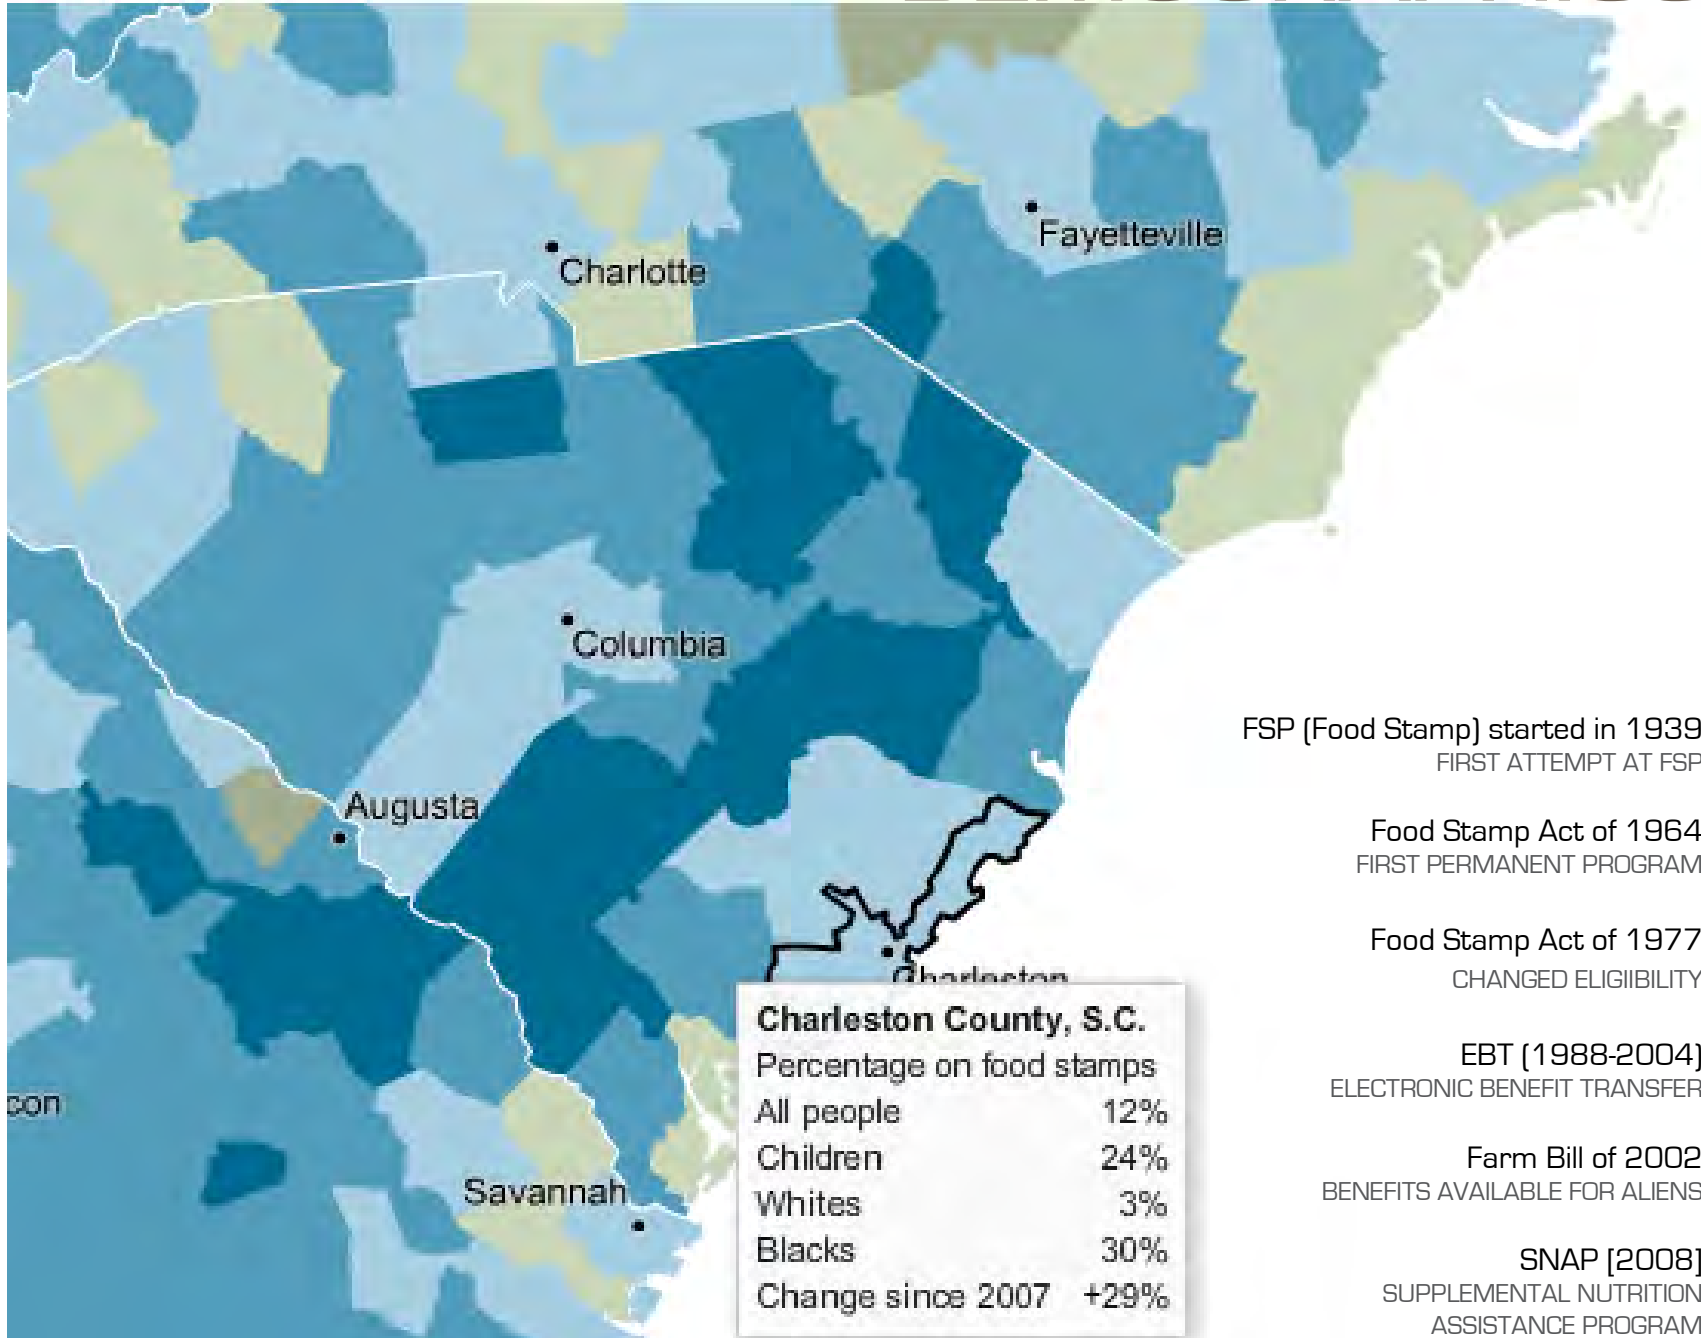 Fayetteville
Charlotte
Columbia
Augusta
Charleston
con
Savannah
Charleston County, S.C.
Percentage on food stamps
All people 12%
Children 24%
Whites 3%
Blacks 30%
Change since 2007 +29%
FSP (Food Stamp) started in 1939
FIRST ATTEMPT AT FSP
Food Stamp Act of 1964
FIRST PERMANENT PROGRAM
Food Stamp Act of 1977
CHANGED ELIGIIBILITY
EBT (1988-2004)
ELECTRONIC BENEFIT TRANSFER
Farm Bill of 2002
BENEFITS AVAILABLE FOR ALIENS
SNAP (2008)
SUPPLEMENTAL NUTRITION
ASSISTANCE PROGRAM